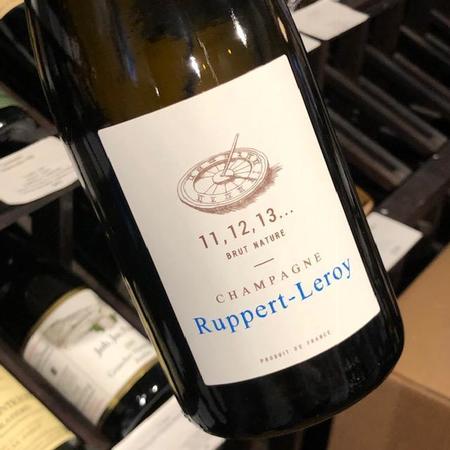 11, 12, 13...
BRUT NATURE
CHAMPAGNE
Ruppert-Leroy
PRODUIT DE FRANCE